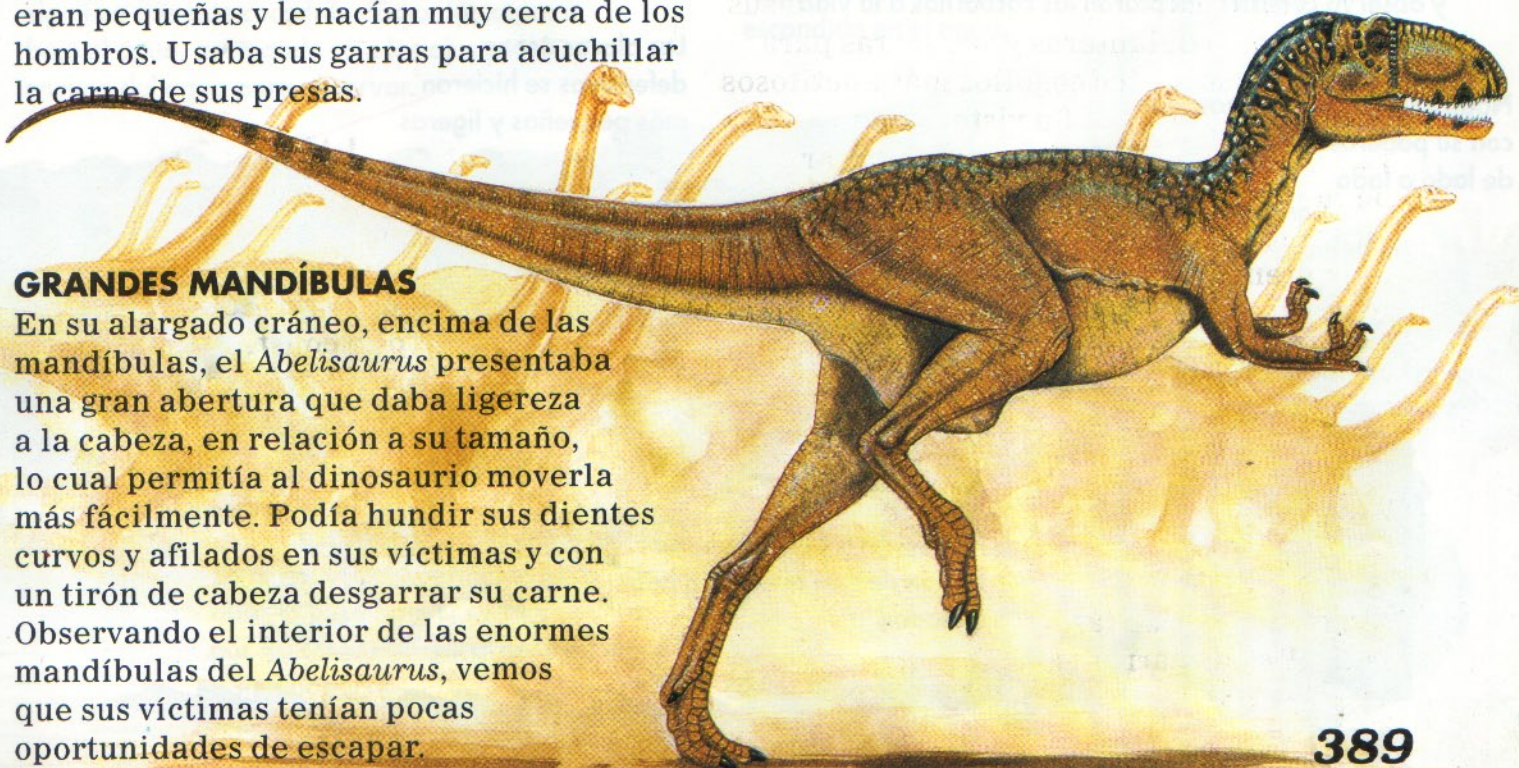 eran pequeñas y le nacían muy cerca de los
hombros. Usaba sus garras para acuchillar
la carne de sus presas.
GRANDES MANDÍBULAS
En su alargado cráneo, encima de las
mandíbulas, el Abelisaurus presentaba
una gran abertura que daba ligereza
a la cabeza, en relación a su tamaño,
lo cual permitía al dinosaurio moverla
más fácilmente. Podía hundir sus dientes
curvos y afilados en sus víctimas y con
un tirón de cabeza desgarrar su carne.
Observando el interior de las enormes
mandíbulas del Abelisaurus, vemos
que sus víctimas tenían pocas
oportunidades de escapar.
389